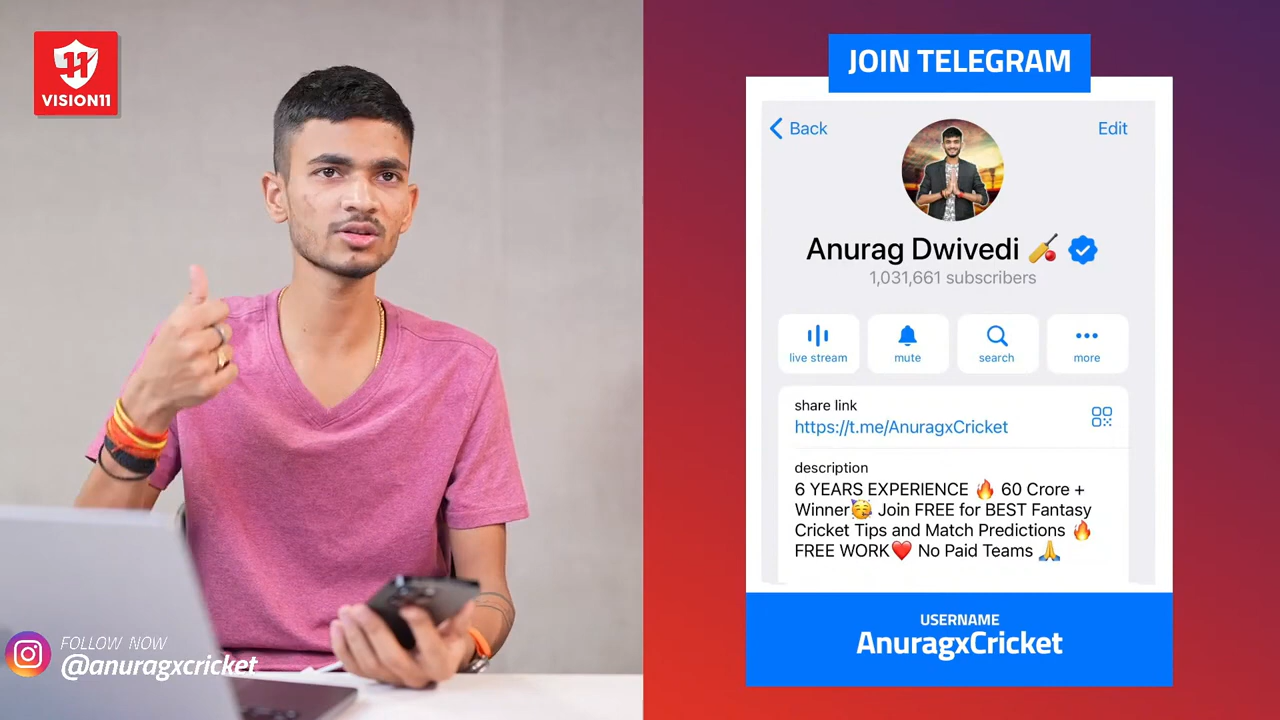 11
VISION11
FOLLOW NOW
@anuragxcricket
JOIN TELEGRAM
Back
Edit
Anurag Dwivedi 🏏
1,031,661 subscribers
live stream
mute
search
more
share link
https://t.me/AnuragxCricket
description
6 YEARS EXPERIENCE 🔥 60 Crore +
Winner🥳 Join FREE for BEST Fantasy
Cricket Tips and Match Predictions 🔥
FREE WORK❤️ No Paid Teams 🙏
USERNAME
AnuragxCricket